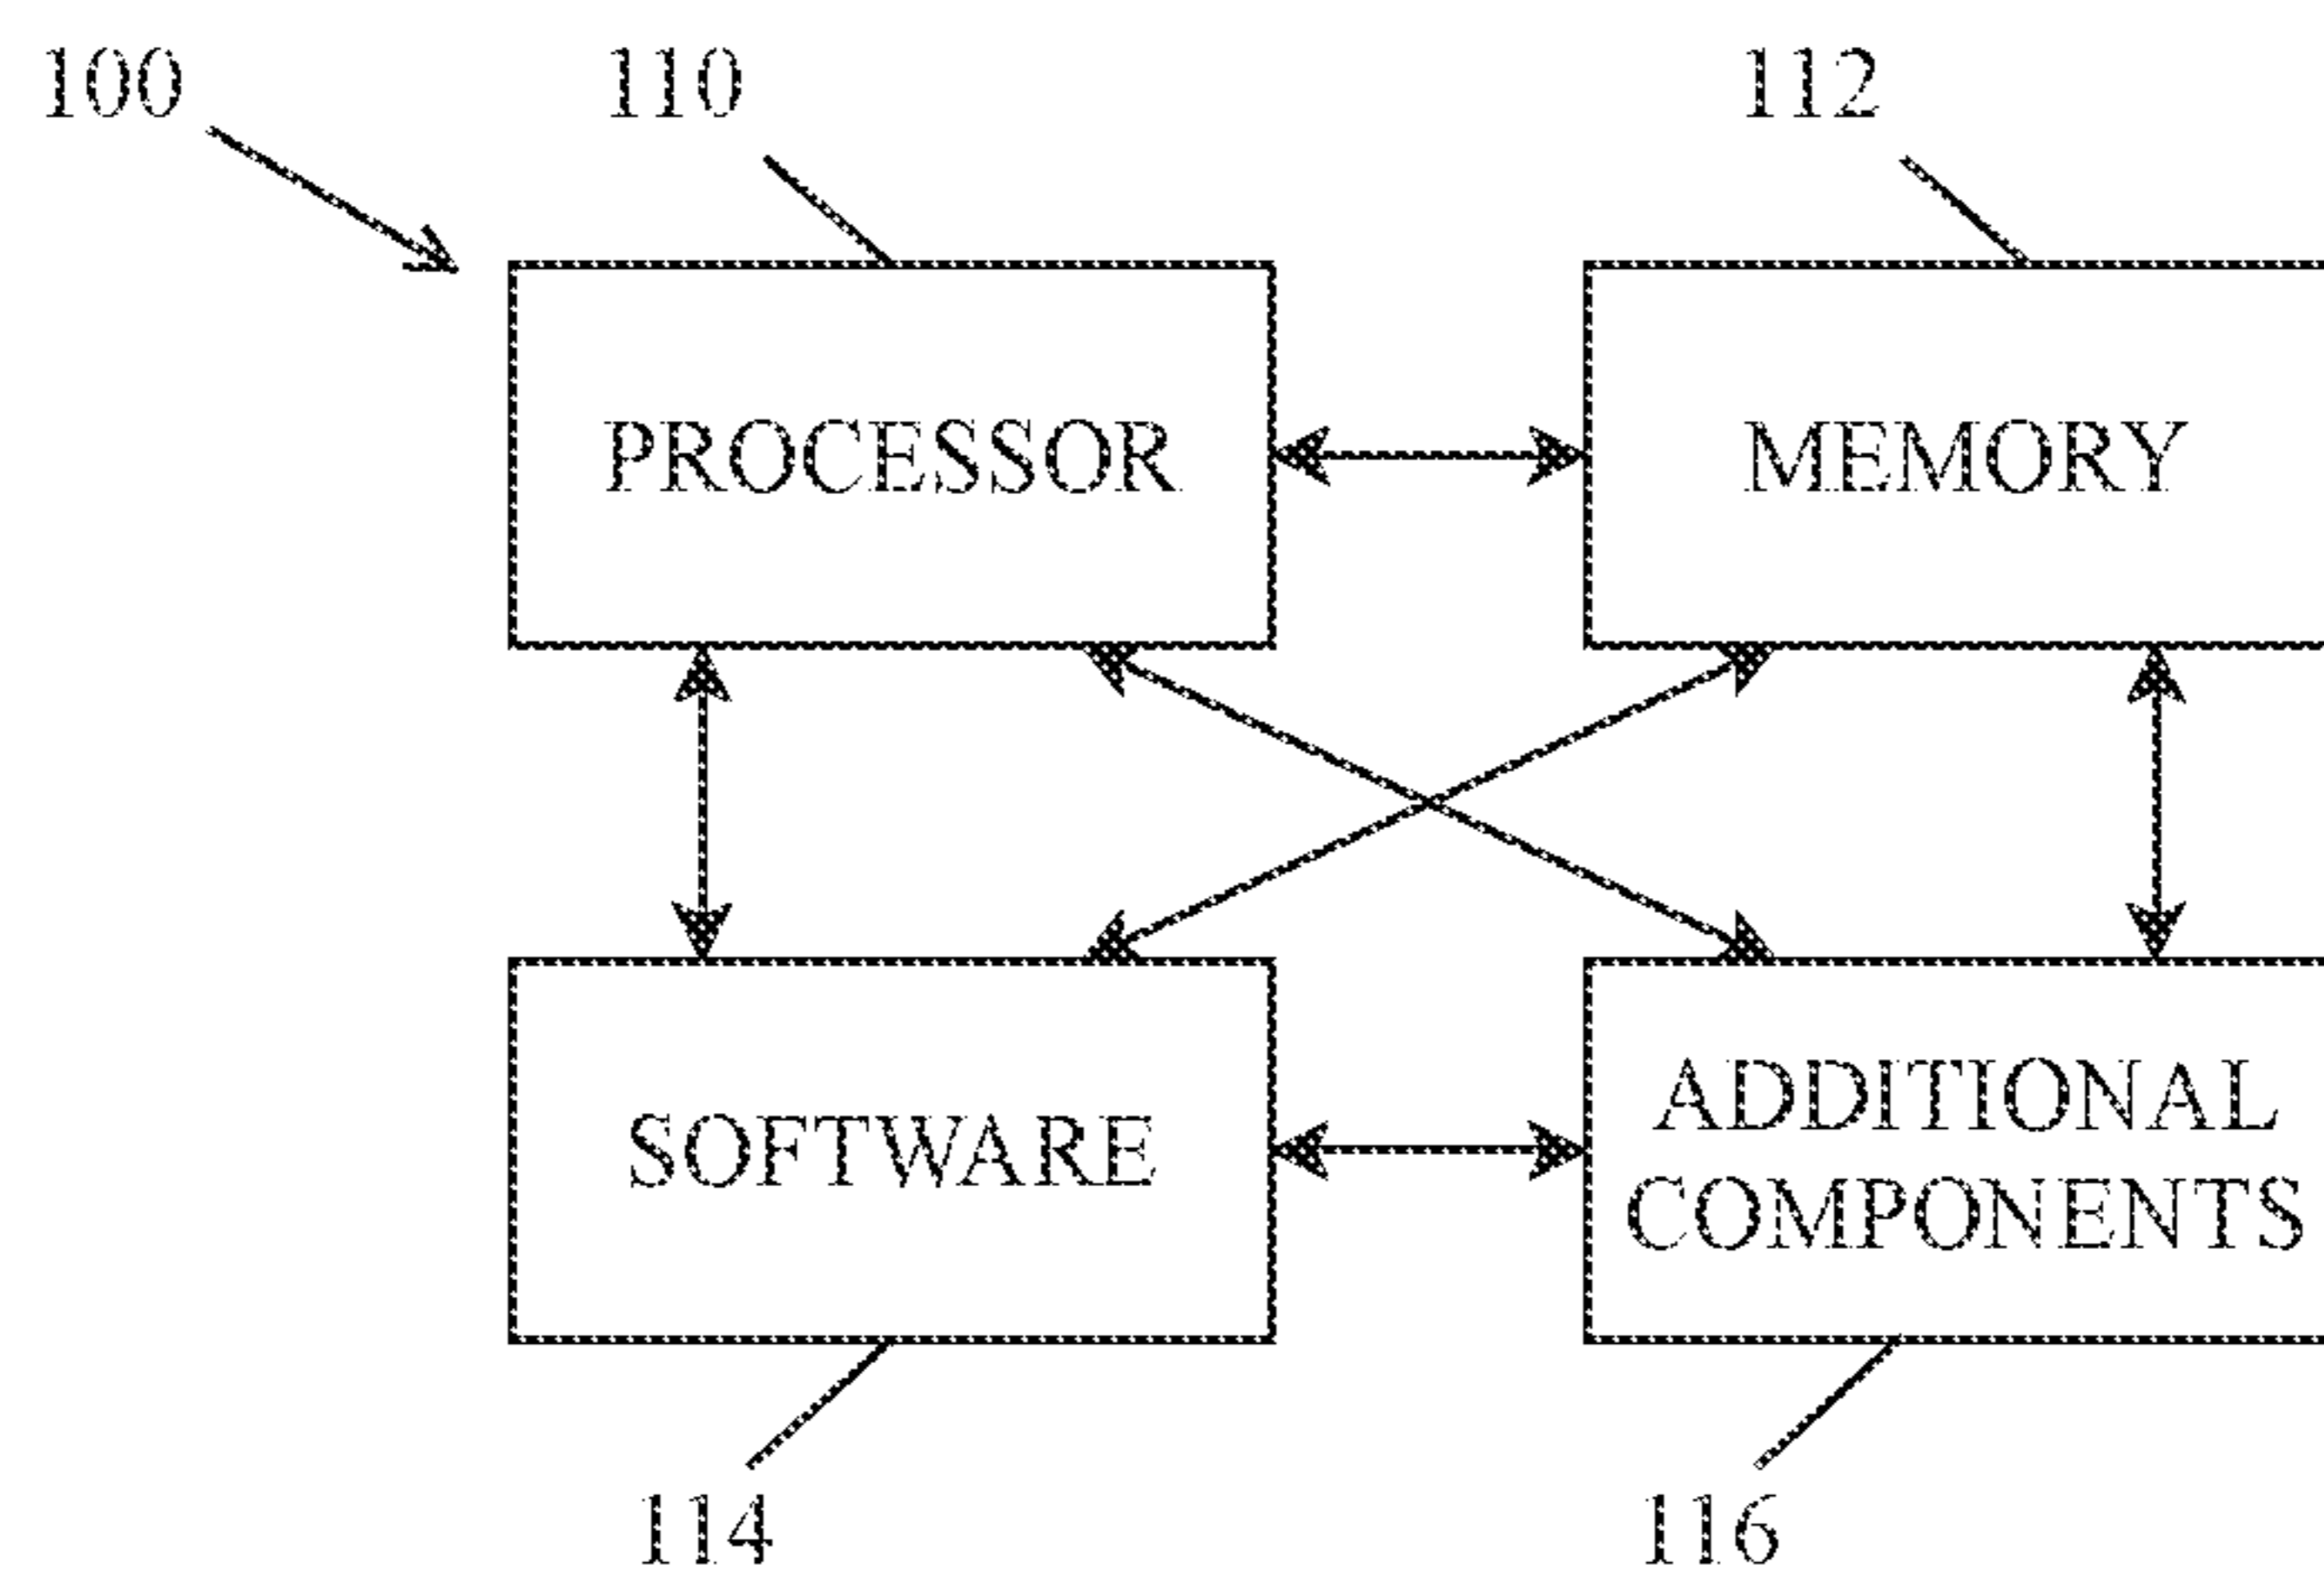 100
110
112
PROCESSOR
MEMORY
SOFTWARE
ADDITIONAL
COMPONENTS
114
116